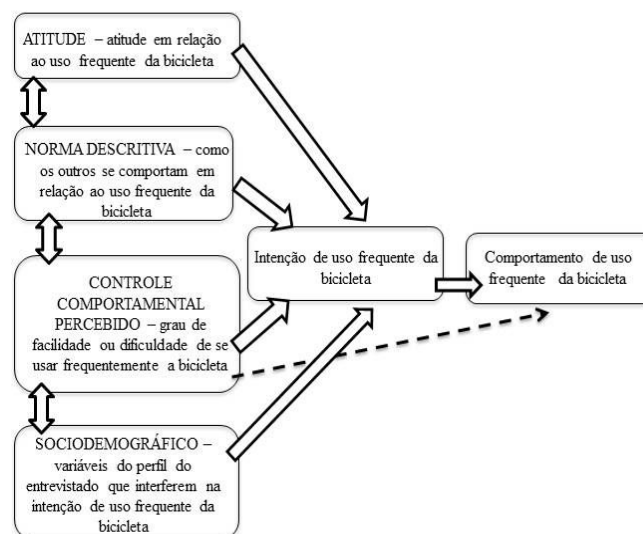 ATITUDE – atitude em relação
ao uso frequente da bicicleta
NORMA DESCRITIVA – como
os outros se comportam em
relação ao uso frequente da
bicicleta
CONTROLE
COMPORTAMENTAL
PERCEBIDO – grau de
facilidade ou dificuldade de se
usar frequentemente a bicicleta
SOCIODEMOGRÁFICO –
variáveis do perfil do
entrevistado que interferem na
intenção de uso frequente da
bicicleta
Intenção de uso frequente da
bicicleta
Comportamento de uso
frequente da bicicleta